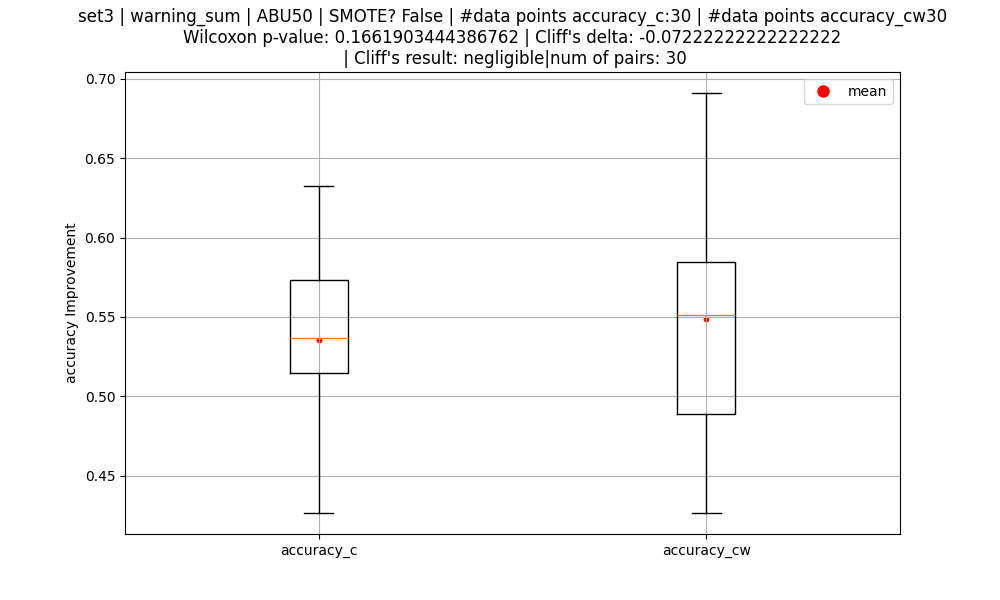 set3 | warning_sum | ABU50 | SMOTE? False | #data points accuracy_c:30 | #data points accuracy_cw30
Wilcoxon p-value: 0.1661903444386762 | Cliff's delta: -0.07222222222222222
| Cliff's result: negligible|num of pairs: 30
mean
0.70
0.65
0.60
0.55
0.50
0.45
accuracy Improvement
accuracy_c
accuracy_cw